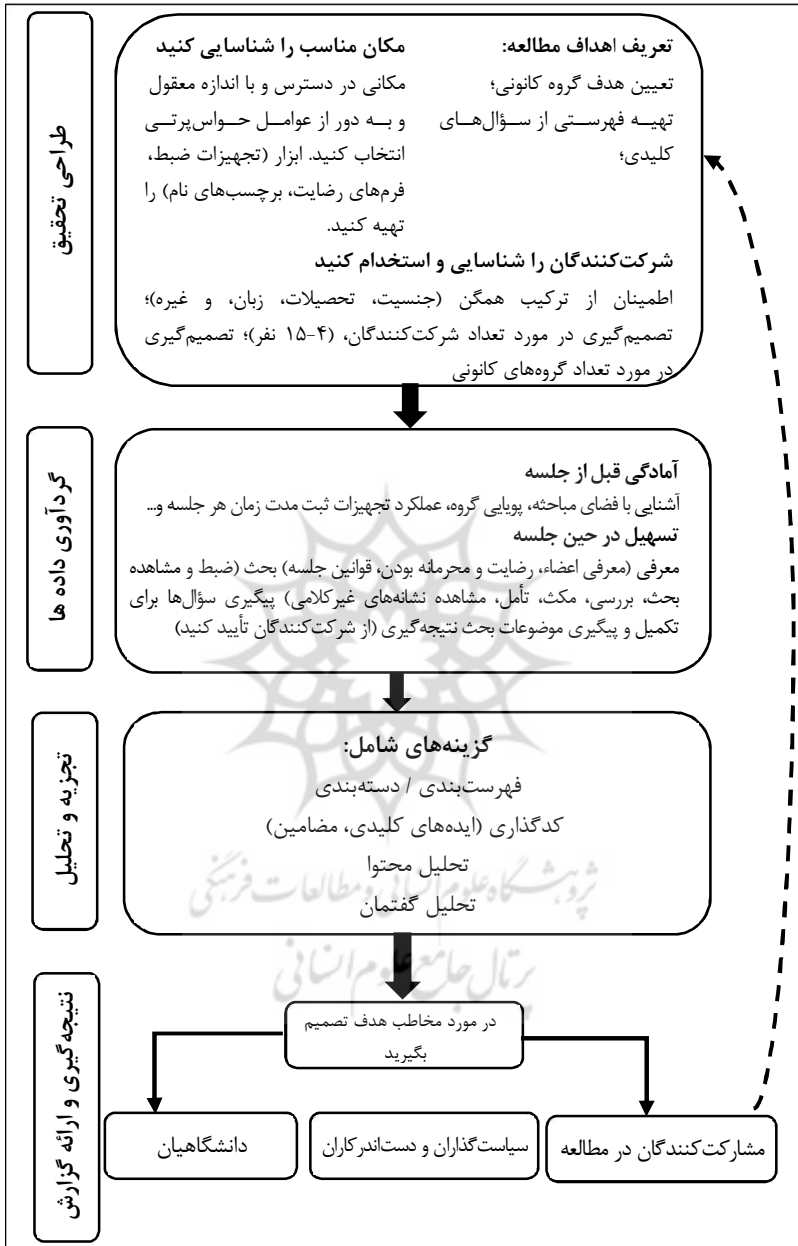 طراحی تحقیق
تعریف اهداف مطالعه:
تعیین هدف گروه کانونی؛
تهیه فهرستی از سؤال‌های
کلیدی؛
مکان مناسب را شناسایی کنید
مکانی در دسترس و با اندازه معقول
و به دور از عوامل حواس‌پرتی
انتخاب کنید. ابزار (تجهیزات ضبط،
فرم‌های رضایت، برچسب‌های نام) را
تهیه کنید.
شرکت‌کنندگان را شناسایی و استخدام کنید
اطمینان از ترکیب همگن (جنسیت، تحصیلات، زبان، و غیره)؛
تصمیم‌گیری در مورد تعداد شرکت‌کنندگان، (۴-۱۵ نفر)؛ تصمیم‌گیری
در مورد تعداد گروه‌های کانونی
گردآوری داده ها
آمادگی قبل از جلسه
آشنایی با فضای مباحثه، پویایی گروه، عملکرد تجهیزات ثبت مدت زمان هر جلسه و...
تسهیل در حین جلسه
معرفی (معرفی اعضاء، رضایت و محرمانه بودن، قوانین جلسه) بحث (ضبط و مشاهده
بحث، بررسی، مکث، تأمل، مشاهده نشانه‌های غیرکلامی) پیگیری سؤال‌ها برای
تکمیل و پیگیری موضوعات بحث نتیجه‌گیری (از شرکت‌کنندگان تأیید کنید)
تجزیه و تحلیل
گزینه‌های شامل:
فهرست‌بندی / دسته‌بندی
کدگذاری (ایده‌های کلیدی، مضامین)
تحلیل محتوا
تحلیل گفتمان
پژوهشگاه علوم انسانی و مطالعات فرهنگی
پرتال جامع علوم انسانی
نتیجه‌گیری و ارائه گزارش
در مورد مخاطب هدف تصمیم
بگیرید
مشارکت‌کنندگان در مطالعه
سیاست‌گذاران و دست‌اندرکاران
دانشگاهیان